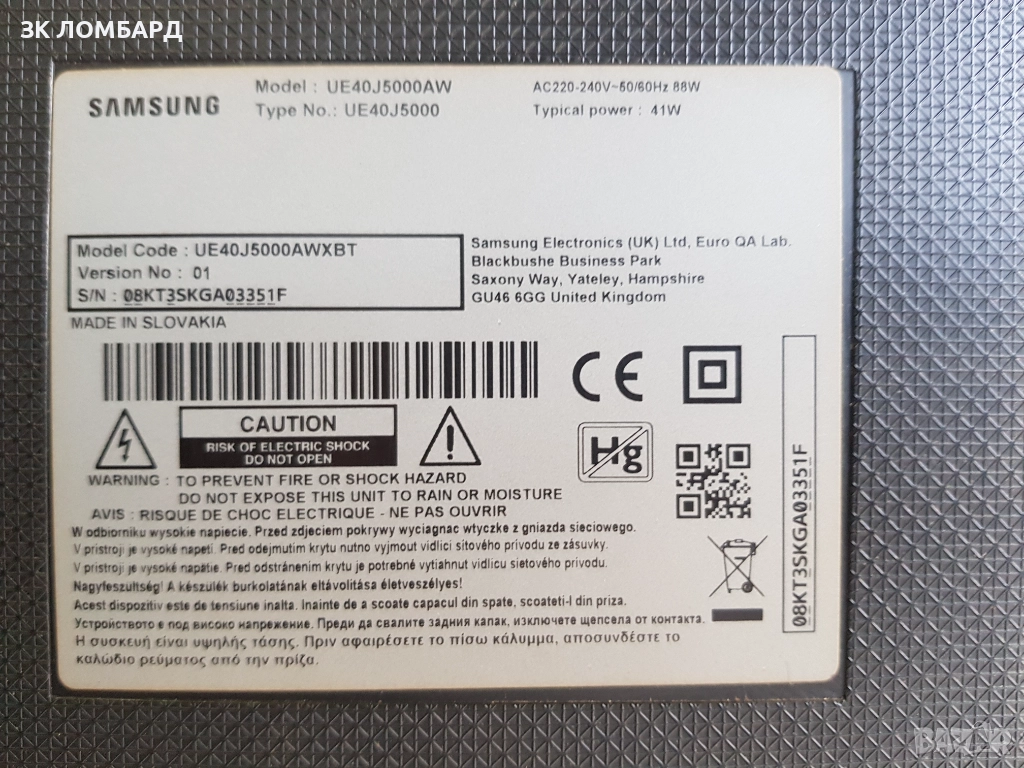 ЗК ЛОМБАРД
SAMSUNG
Model : UE40J5000AW
Type No.: UE40J5000
AC220-240V~50/60Hz 88W
Typical power : 41W
Model Code : UE40J5000AWXBT
Version No : 01
S/N : 08KT3SKGA03351F
Samsung Electronics (UK) Ltd, Euro QA Lab.
Blackbushe Business Park
Saxony Way, Yateley, Hampshire
GU46 6GG United Kingdom
MADE IN SLOVAKIA
CE
CAUTION
RISK OF ELECTRIC SHOCK
DO NOT OPEN
Hg
WARNING : TO PREVENT FIRE OR SHOCK HAZARD
DO NOT EXPOSE THIS UNIT TO RAIN OR MOISTURE
AVIS : RISQUE DE CHOC ELECTRIQUE - NE PAS OUVRIR
W odbiorniku wysokie napiecie. Przed zdjeciem pokrywy wyciagnac wtyczke z gniazda sieciowego.
V pristroji je vysoké napetí. Pred odejmutim krytu nutno vyjmout vidlici sitového prívodu ze zásuvky.
V pristroji je vysoké napätie. Pred odstránením krytu je potrebné vytiahnut vidlicu sietového prívodu.
Nagyfeszültség! A készülék burkolatának eltávolítása életveszélyes!
Acest dispozitiv este de tensiune inalta. Inainte de a scoate capacul din spate, scoateti-l din priza.
Устройството е под високо напрежение. Преди да свалите задния капак, изключете щепсела от контакта.
Η συσκευή είναι υψηλής τάσης. Πριν αφαιρέσετε το πίσω κάλυμμα, αποσυνδέστε το
καλώδιο ρεύματος από την πρίζα.
08KT3SKGA03351F
BAZAR